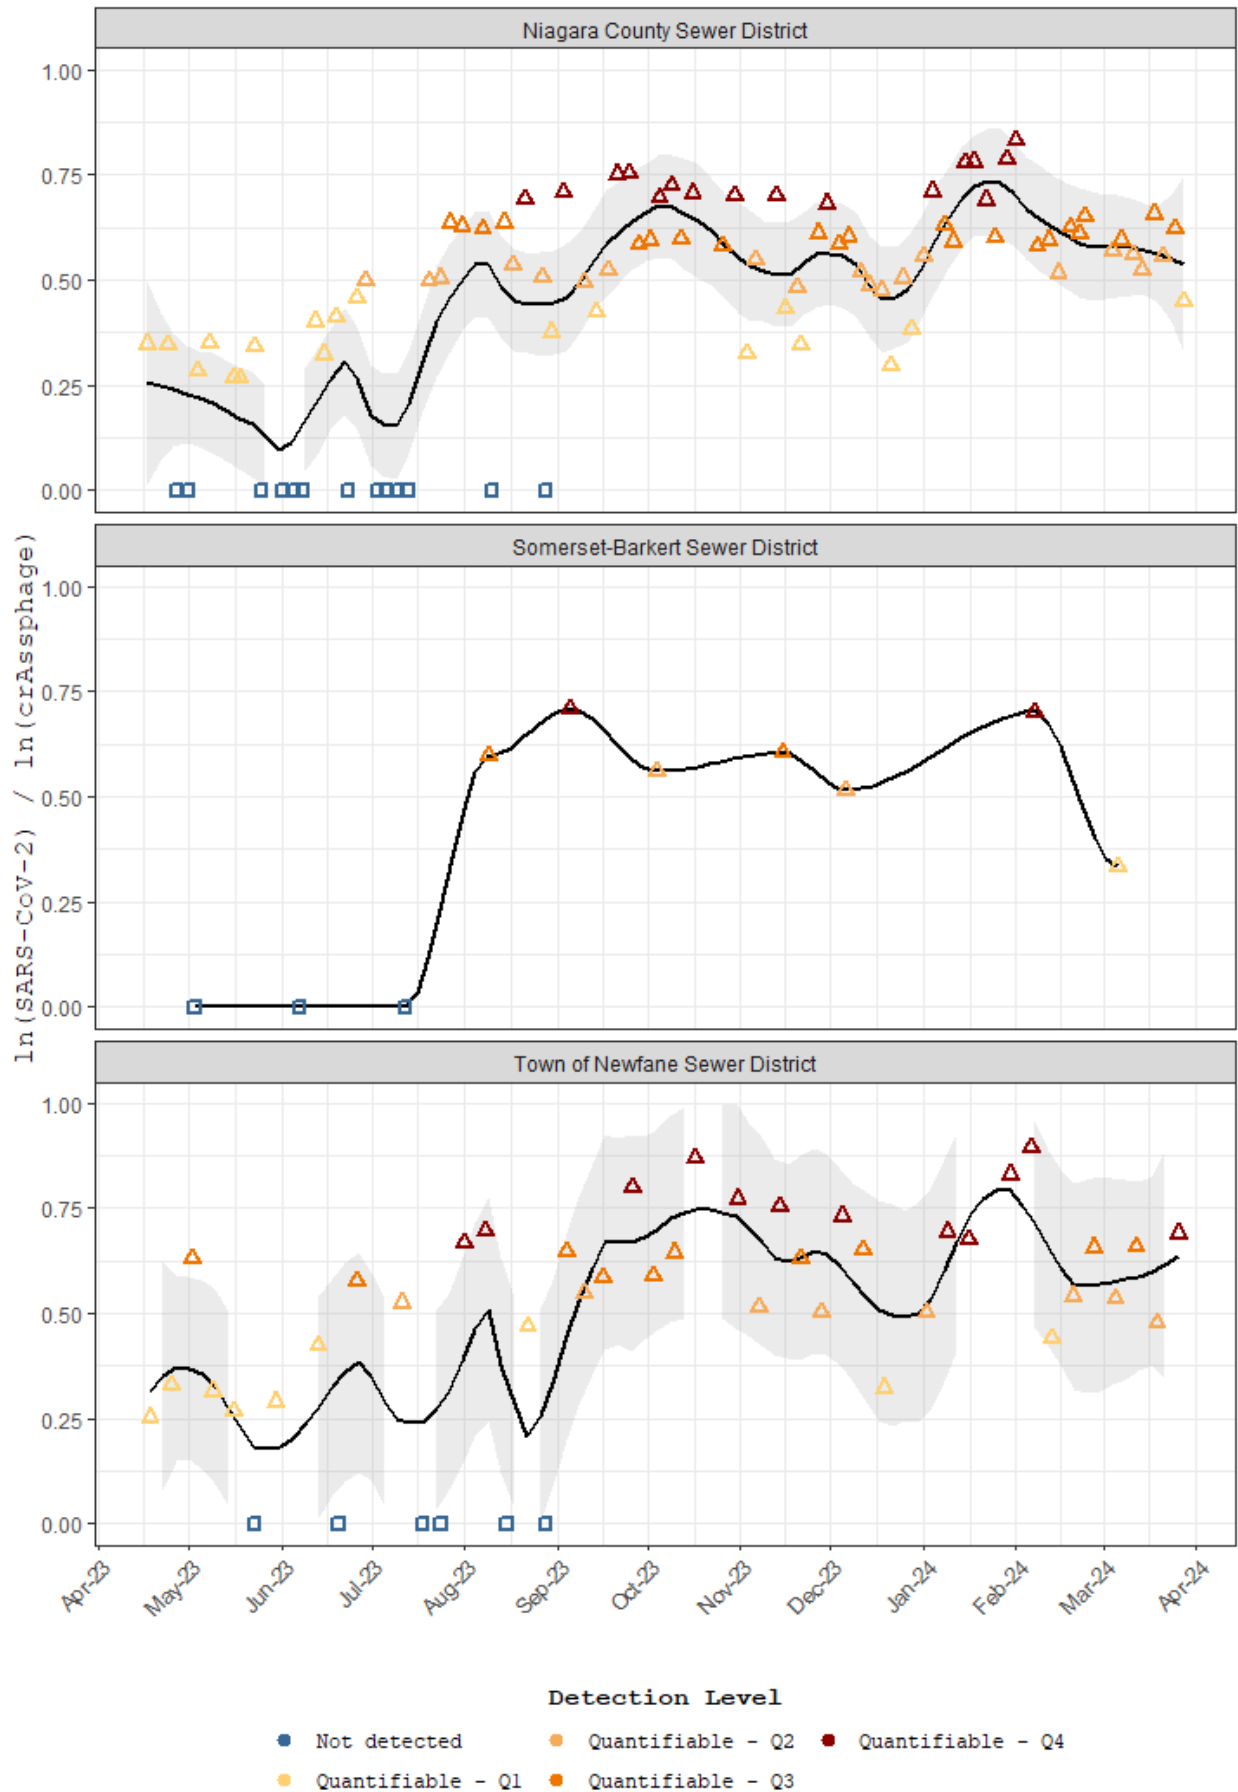 Niagara County Sewer District
1.00
0.75
0.50
0.25
0.00
Somerset-Barkert Sewer District
1.00
0.75
0.50
0.25
0.00
ln(SARS-CoV-2) / ln(crAssphage)
Town of Newfane Sewer District
1.00
0.75
0.50
0.25
0.00
Apr-23 May-23 Jun-23 Jul-23 Aug-23 Sep-23 Oct-23 Nov-23 Dec-23 Jan-24 Feb-24 Mar-24 Apr-24
Detection Level
Not detected Quantifiable - Q2 Quantifiable - Q4
Quantifiable - Q1 Quantifiable - Q3